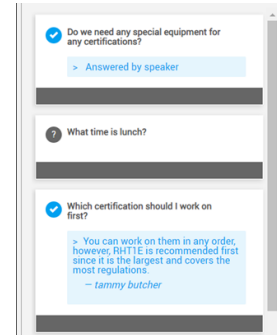 Do we need any special equipment for
any certifications?
> Answered by speaker
? What time is lunch?
Which certification should I work on
first?
> You can work on them in any order,
however, RHT1E is recommended first
since it is the largest and covers the
most regulations.
– tammy butcher